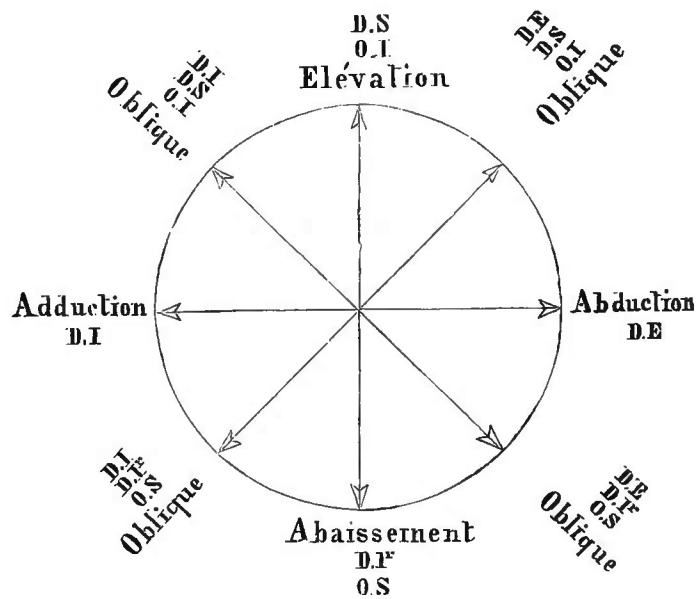 D.S
O.I
Elévation
D.E
D.S
O.I
Oblique
D.I
D.S
O.I
Oblique
Adduction
D.I
Abduction
D.E
D.I
D.Iʳ
O.S
Oblique
Abaissement
D.Iʳ
O.S
D.E
D.Iʳ
O.S
Oblique